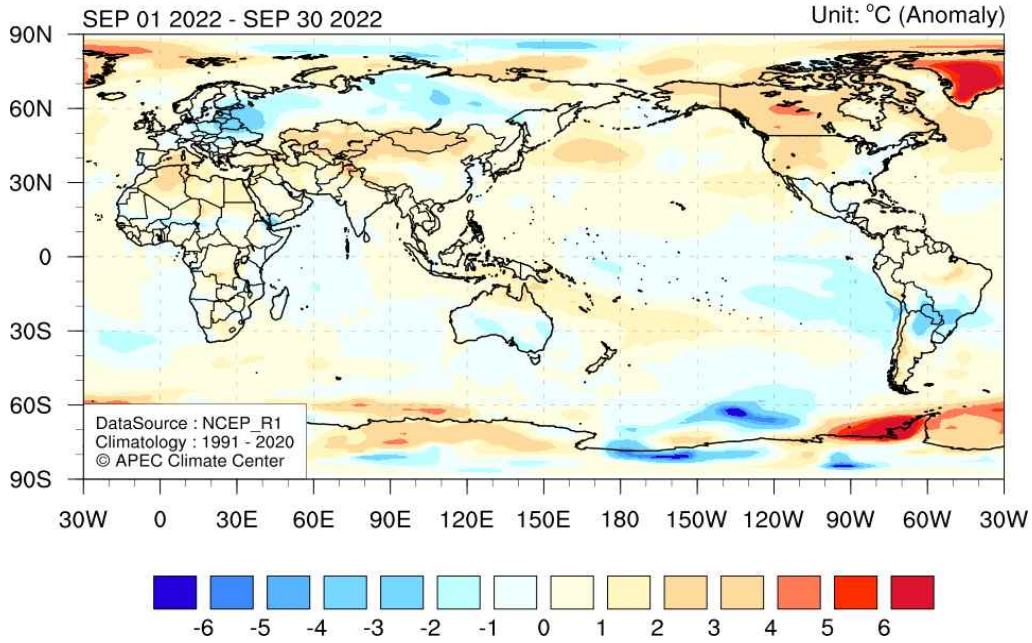 SEP 01 2022 - SEP 30 2022
Unit: °C (Anomaly)
90N
60N
30N
0
30S
60S
90S
DataSource : NCEP_R1
Climatology : 1991 - 2020
© APEC Climate Center
30W 0 30E 60E 90E 120E 150E 180 150W 120W 90W 60W 30W
-6 -5 -4 -3 -2 -1 0 1 2 3 4 5 6